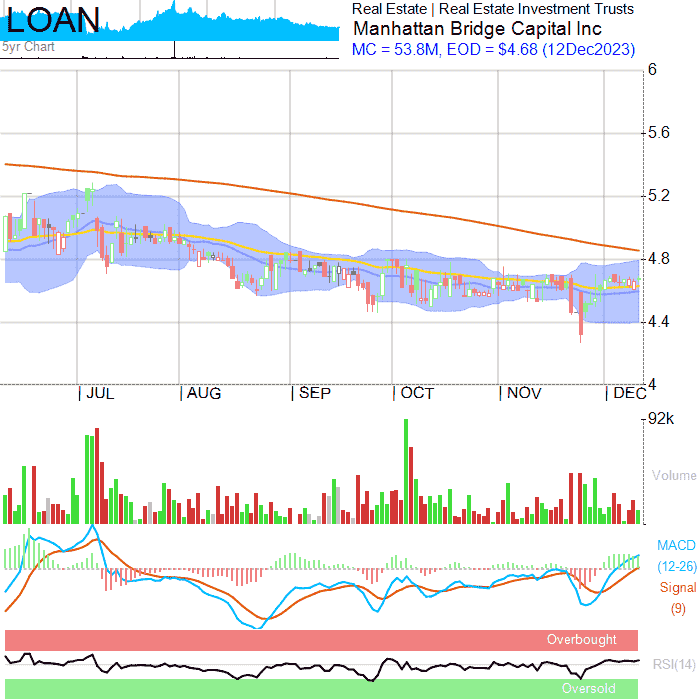 LOAN
5yr Chart
Real Estate | Real Estate Investment Trusts
Manhattan Bridge Capital Inc
MC = 53.8M, EOD = $4.68 (12Dec2023)
6
5.6
5.2
4.8
4.4
4
JUL AUG SEP OCT NOV DEC
92k
Volume
MACD
(12-26)
Signal
(9)
Overbought
RSI(14)
Oversold